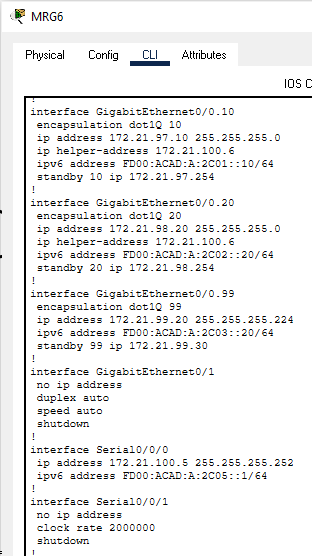 MRG6
Physical Config CLI Attributes
IOS C
!
interface GigabitEthernet0/0.10
encapsulation dot1Q 10
ip address 172.21.97.10 255.255.255.0
ip helper-address 172.21.100.6
ipv6 address FD00:ACAD:A:2C01::10/64
standby 10 ip 172.21.97.254
!
interface GigabitEthernet0/0.20
encapsulation dot1Q 20
ip address 172.21.98.20 255.255.255.0
ip helper-address 172.21.100.6
ipv6 address FD00:ACAD:A:2C02::20/64
standby 20 ip 172.21.98.254
!
interface GigabitEthernet0/0.99
encapsulation dot1Q 99
ip address 172.21.99.20 255.255.255.224
ipv6 address FD00:ACAD:A:2C03::20/64
standby 99 ip 172.21.99.30
!
interface GigabitEthernet0/1
no ip address
duplex auto
speed auto
shutdown
!
interface Serial0/0/0
ip address 172.21.100.5 255.255.255.252
ipv6 address FD00:ACAD:A:2C05::1/64
!
interface Serial0/0/1
no ip address
clock rate 2000000
shutdown
!